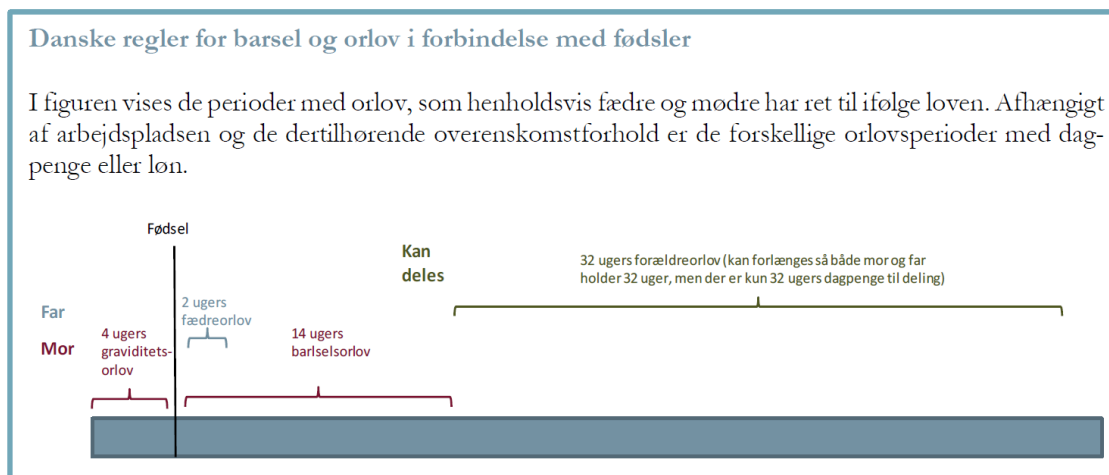 Danske regler for barsel og orlov i forbindelse med fødsler
I figuren vises de perioder med orlov, som henholdsvis fædre og mødre har ret til ifølge loven. Afhængigt
af arbejdspladsen og de dertilhørende overenskomstforhold er de forskellige orlovsperioder med dag-
penge eller løn.
Fødsel
Kan
deles
32 ugers forældreorlov (kan forlænges så både mor og far
holder 32 uger, men der er kun 32 ugers dagpenge til deling)
Far
2 ugers
fædreorlov
Mor
4 ugers
graviditets-
orlov
14 ugers
barlselsorlov